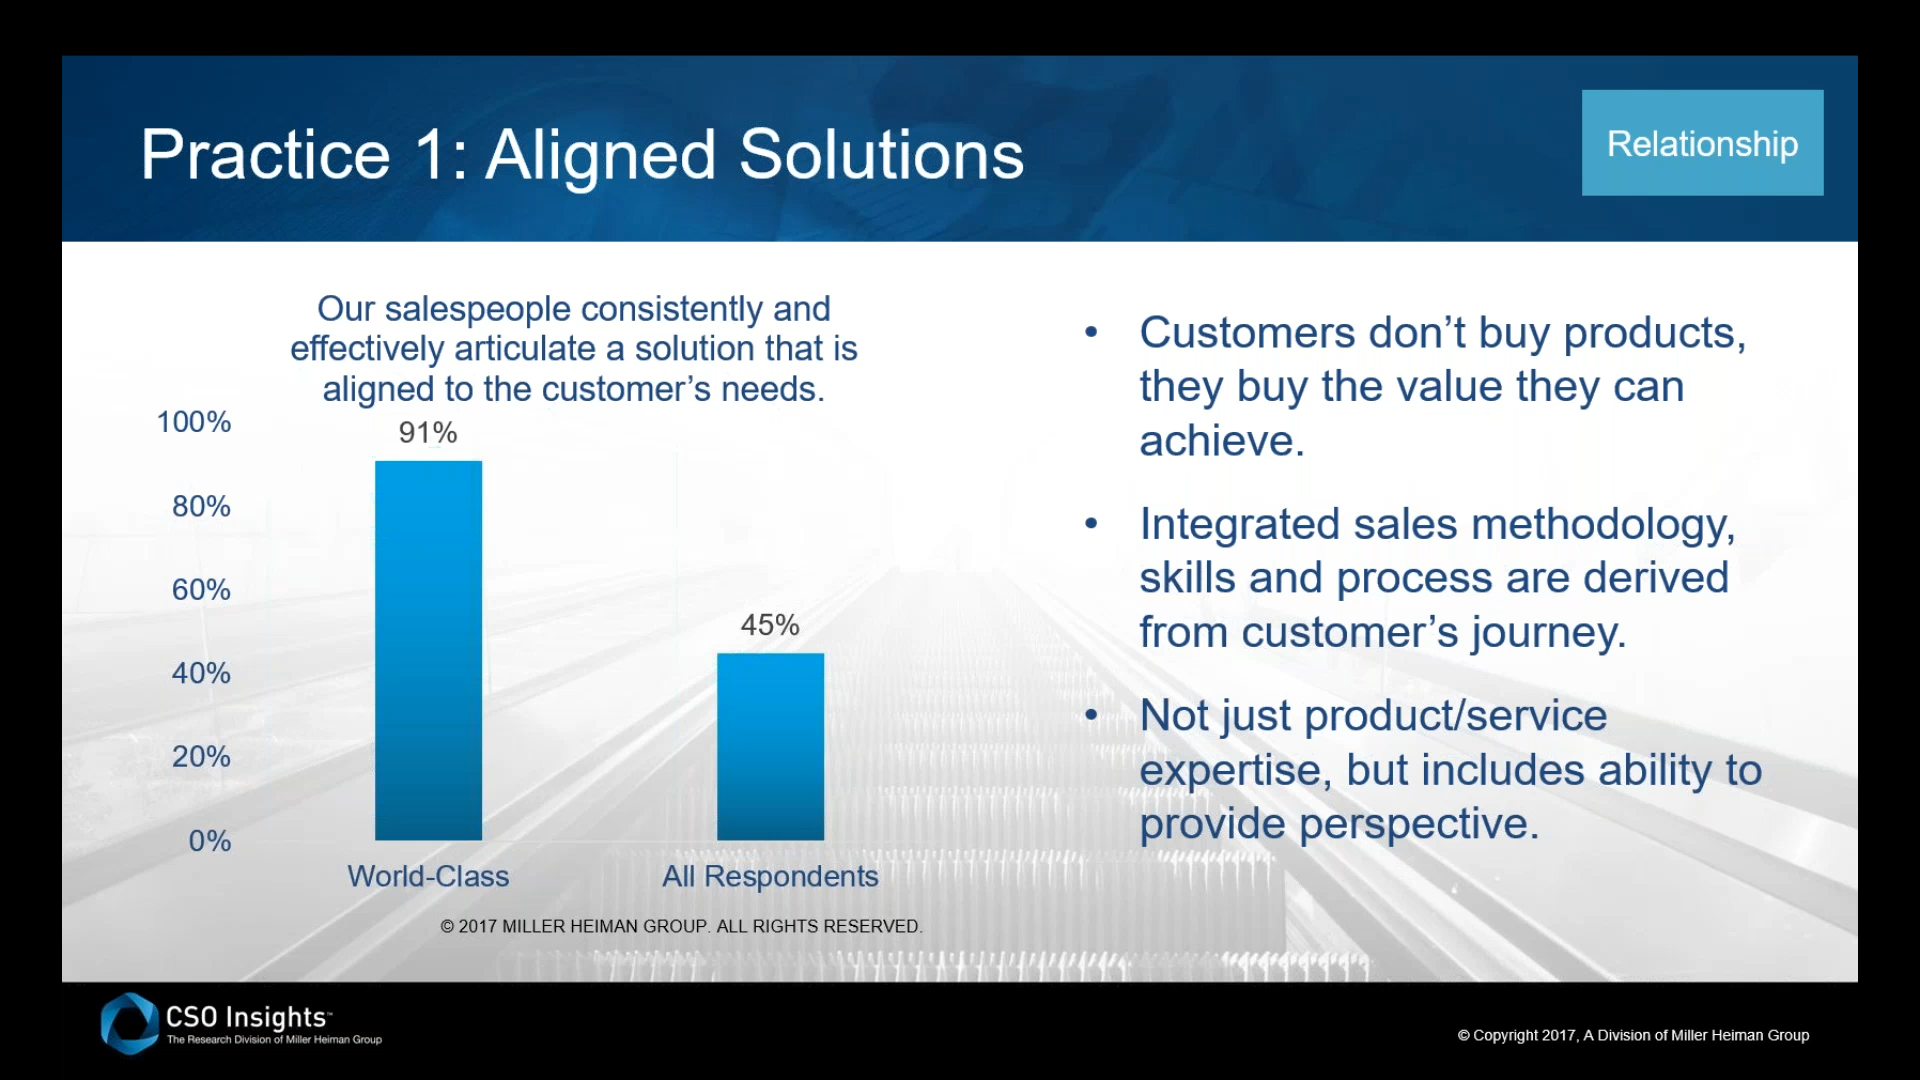 Practice 1: Aligned Solutions
Relationship
Our salespeople consistently and
effectively articulate a solution that is
aligned to the customer’s needs.
100%
80%
60%
40%
20%
0%
91%
45%
World-Class
All Respondents
© 2017 MILLER HEIMAN GROUP. ALL RIGHTS RESERVED.
• Customers don’t buy products,
they buy the value they can
achieve.
• Integrated sales methodology,
skills and process are derived
from customer’s journey.
• Not just product/service
expertise, but includes ability to
provide perspective.
CSO Insights™
The Research Division of Miller Heiman Group
© Copyright 2017, A Division of Miller Heiman Group